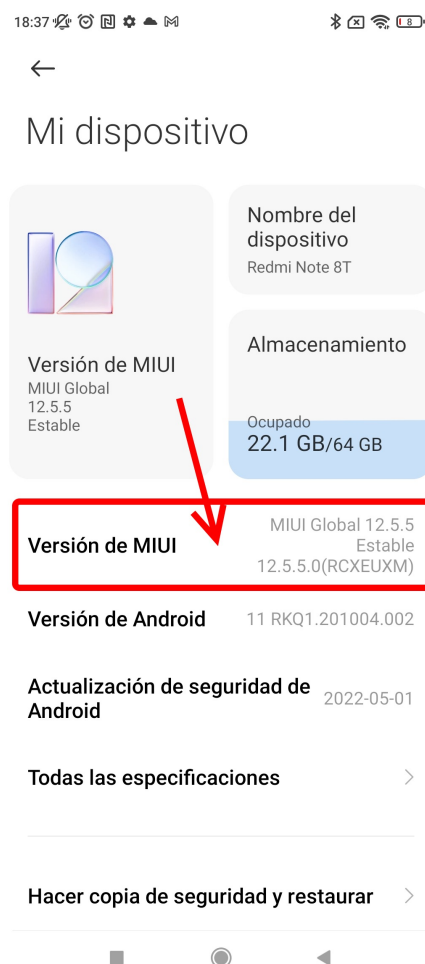 18:37
8
Mi dispositivo
Versión de MIUI
MIUI Global
12.5.5
Estable
Nombre del
dispositivo
Redmi Note 8T
Almacenamiento
Ocupado
22.1 GB/64 GB
Versión de MIUI
MIUI Global 12.5.5
Estable
12.5.5.0(RCXEUXM)
Versión de Android
11 RKQ1.201004.002
Actualización de seguridad de
Android
2022-05-01
Todas las especificaciones
Hacer copia de seguridad y restaurar